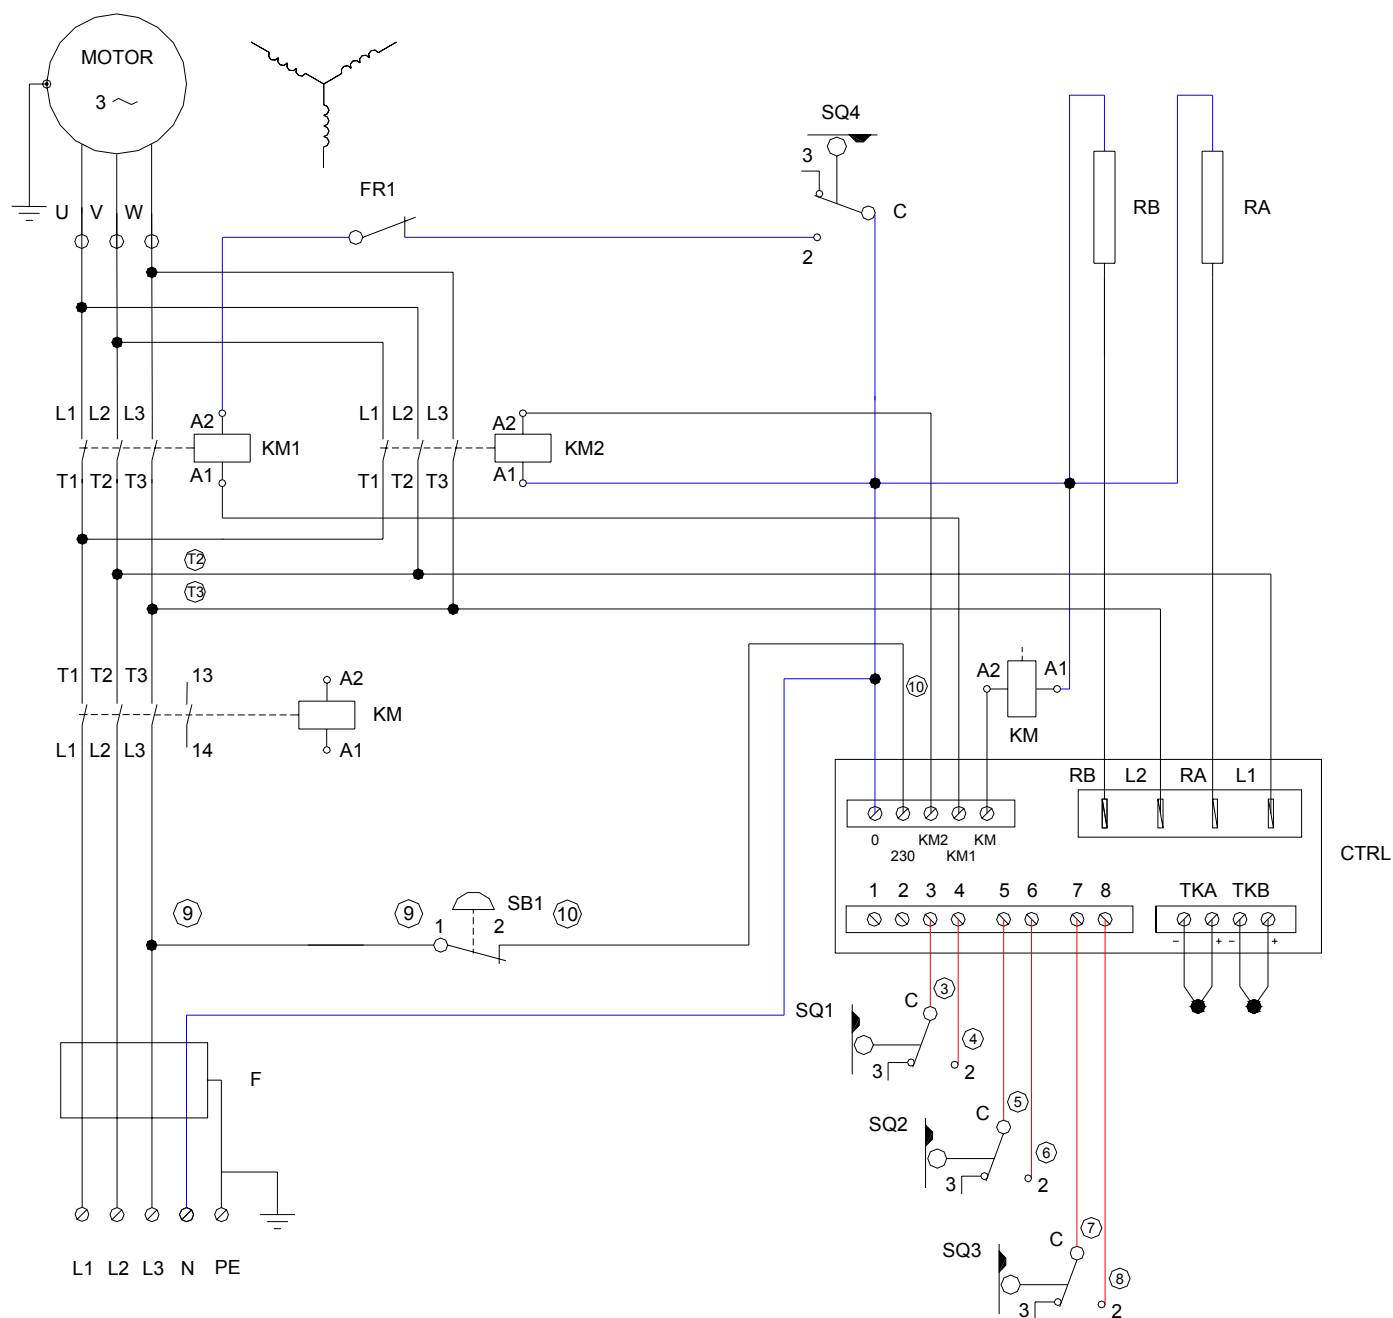 MOTOR
3
SQ4
3
C
2
FR1
RB
RA
U V W
L1 L2 L3
A2
KM1
A1
T1 T2 T3
L1 L2 L3
A2
KM2
A1
T1 T2 T3
T2
T3
T1 T2 T3 13
A2
KM
L1 L2 L3 14
A1
10
A2 A1
KM
RB L2 RA L1
0 KM2 KM
230 KM1
CTRL
1 2 3 4 5 6 7 8
TKA TKB
- + - +
9
9
1
SB1
2
10
SQ1
C
3
4
3
2
F
SQ2
C
5
6
3
2
SQ3
C
7
8
3
2
L1 L2 L3 N PE